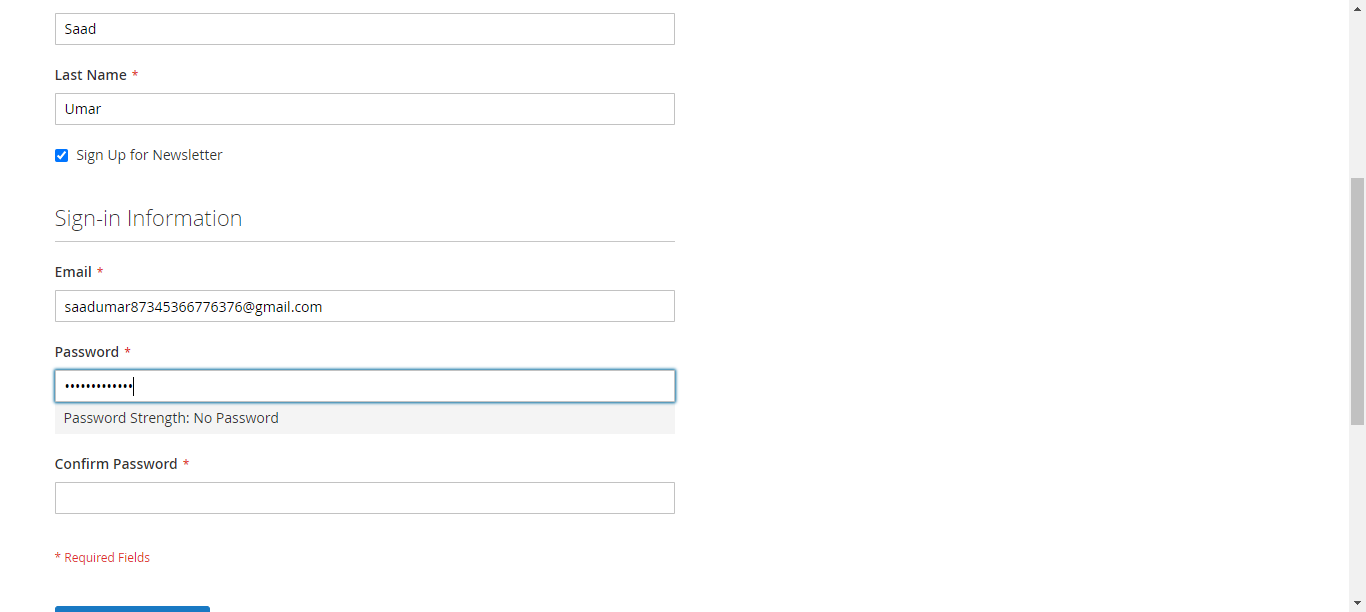 Saad
Last Name *
Umar
Sign Up for Newsletter
Sign-in Information
Email *
saadumar87345366776376@gmail.com
Password *
•••••••••••••
Password Strength: No Password
Confirm Password *
* Required Fields